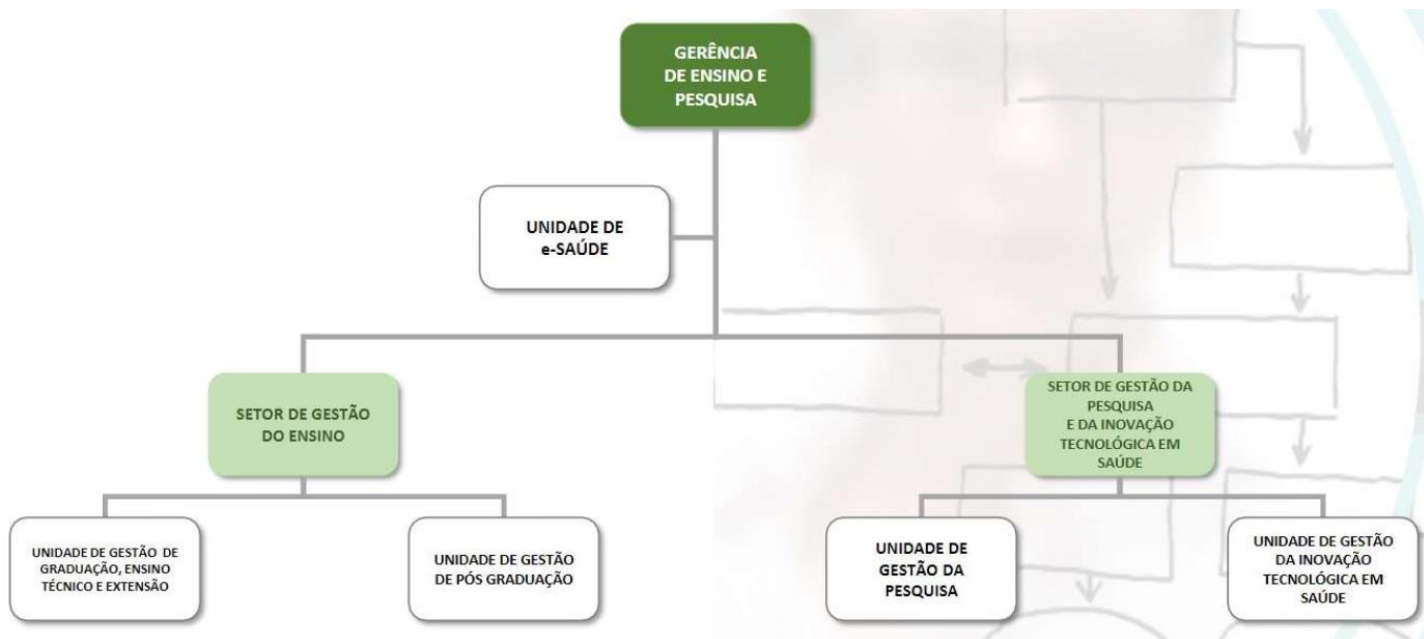 GERÊNCIA
DE ENSINO E
PESQUISA
UNIDADE DE
e-SAÚDE
SETOR DE GESTÃO
DO ENSINO
SETOR DE GESTÃO DA
PESQUISA
E DA INOVAÇÃO
TECNOLÓGICA EM
SAÚDE
UNIDADE DE GESTÃO DE
GRADUAÇÃO, ENSINO
TÉCNICO E EXTENSÃO
UNIDADE DE GESTÃO
DE PÓS GRADUAÇÃO
UNIDADE DE
GESTÃO DA
PESQUISA
UNIDADE DE GESTÃO
DA INOVAÇÃO
TECNOLÓGICA EM
SAÚDE